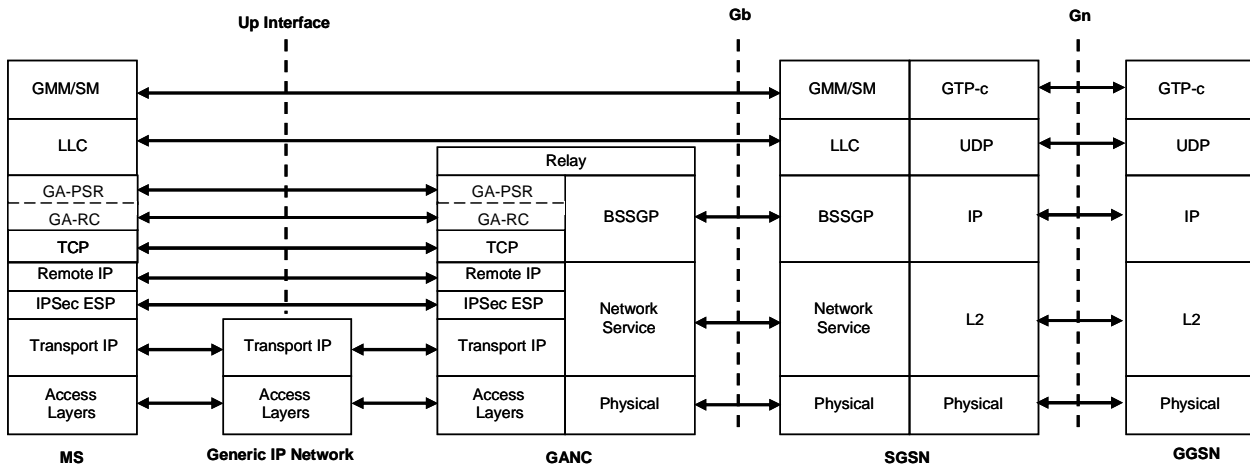 Up Interface
Gb
Gn
GMM/SM
GMM/SM
GTP-c
GTP-c
LLC
LLC
UDP
UDP
Relay
GA-PSR
GA-PSR
GA-RC
GA-RC
BSSGP
BSSGP
IP
IP
TCP
TCP
Remote IP
Remote IP
IPSec ESP
IPSec ESP
Network
Service
Network
Service
L2
L2
Transport IP
Transport IP
Transport IP
Access
Layers
Access
Layers
Access
Layers
Physical
Physical
Physical
Physical
MS
Generic IP Network
GANC
SGSN
GGSN